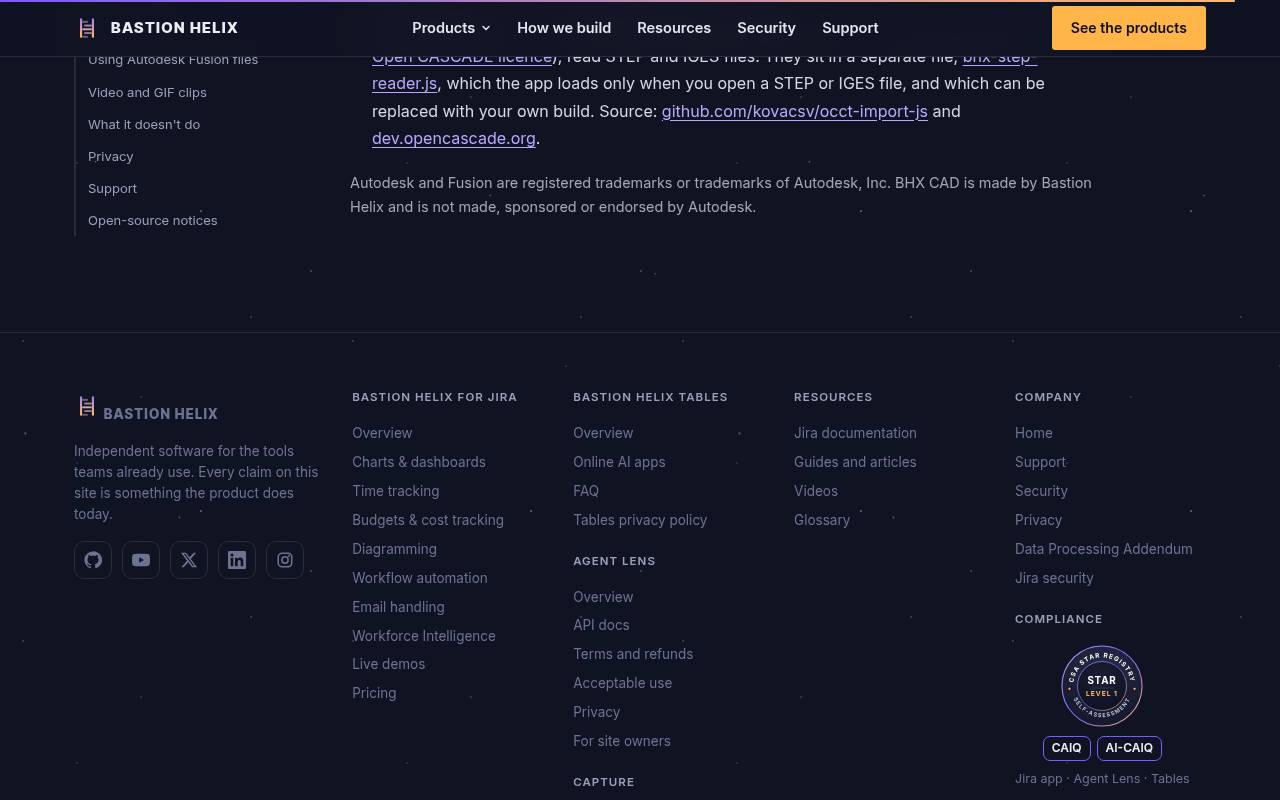 BASTION HELIX
Products
How we build
Resources
Security
Support
See the products
Using Autodesk Fusion files
Video and GIF clips
What it doesn't do
Privacy
Support
Open-source notices
Open CASCADE licence), read STEP and IGES files. They sit in a separate file, bhx-step-
reader.js, which the app loads only when you open a STEP or IGES file, and which can be
replaced with your own build. Source: github.com/kovacsv/occt-import-js and
dev.opencascade.org.
Autodesk and Fusion are registered trademarks or trademarks of Autodesk, Inc. BHX CAD is made by Bastion
Helix and is not made, sponsored or endorsed by Autodesk.
BASTION HELIX
Independent software for the tools
teams already use. Every claim on this
site is something the product does
today.
BASTION HELIX FOR JIRA
Overview
Charts & dashboards
Time tracking
Budgets & cost tracking
Diagramming
Workflow automation
Email handling
Workforce Intelligence
Live demos
Pricing
BASTION HELIX TABLES
Overview
Online AI apps
FAQ
Tables privacy policy
AGENT LENS
Overview
API docs
Terms and refunds
Acceptable use
Privacy
For site owners
CAPTURE
RESOURCES
Jira documentation
Guides and articles
Videos
Glossary
COMPANY
Home
Support
Security
Privacy
Data Processing Addendum
Jira security
COMPLIANCE
CSA STAR REGISTRY
STAR
LEVEL 1
SELF-ASSESSMENT
CAIQ
AI-CAIQ
Jira app · Agent Lens · Tables